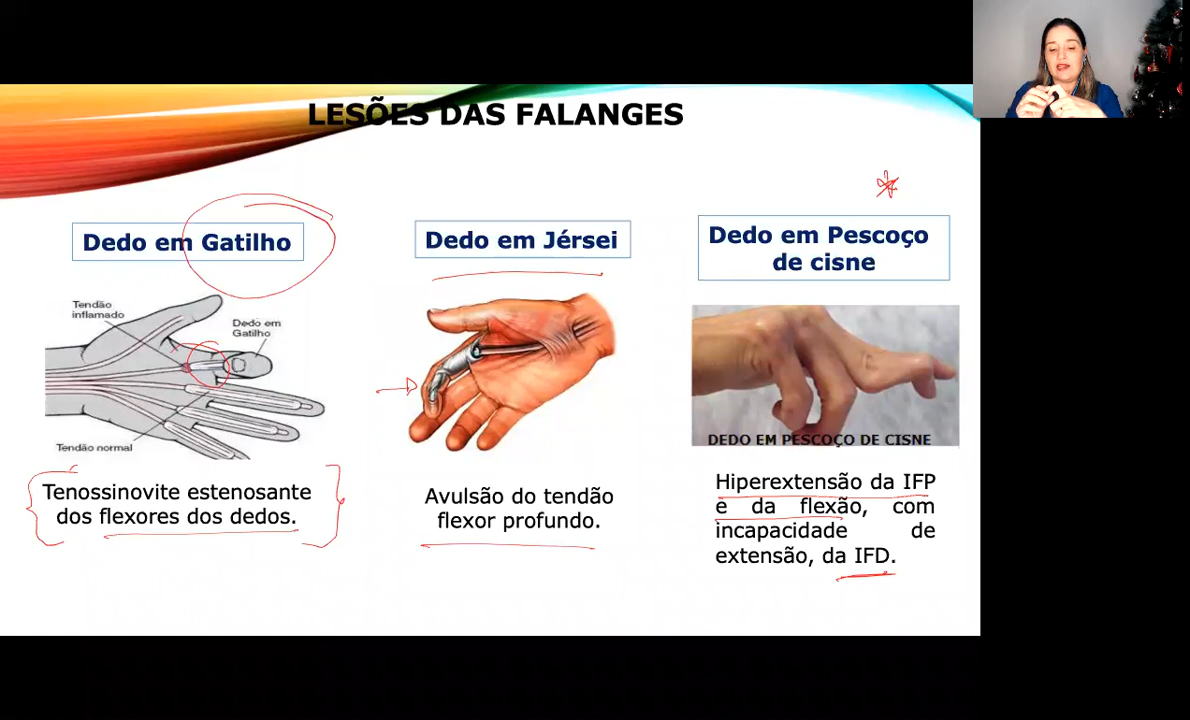 LESÕES DAS FALANGES
Dedo em Gatilho
Tendão
inflamado
Dedo em
Gatilho
Tendão normal
Tenossinovite estenosante
dos flexores dos dedos.
Dedo em Jérsei
Avulsão do tendão
flexor profundo.
Dedo em Pescoço
de cisne
DEDO EM PESCOÇO DE CISNE
Hiperextensão da IFP
e da flexão, com
incapacidade de
extensão, da IFD.